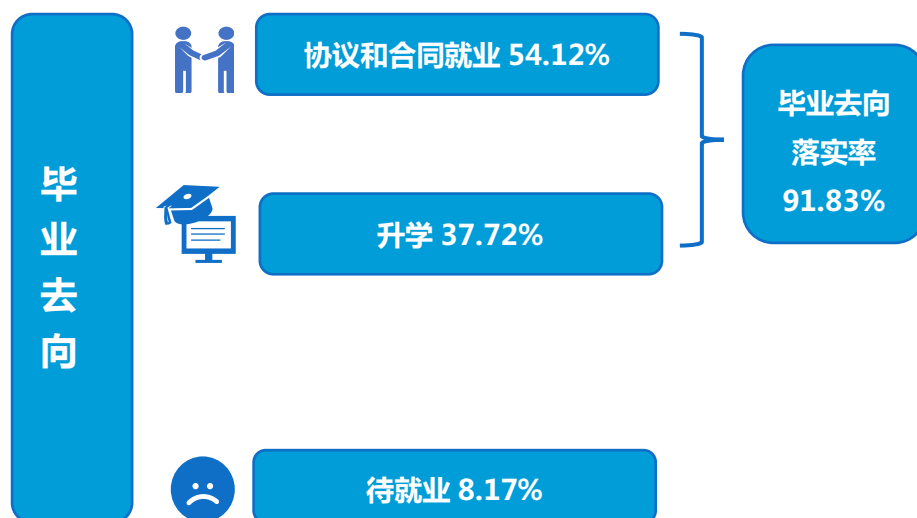 毕业去向
协议和合同就业 54.12%
升学 37.72%
待就业 8.17%
毕业去向
落实率
91.83%